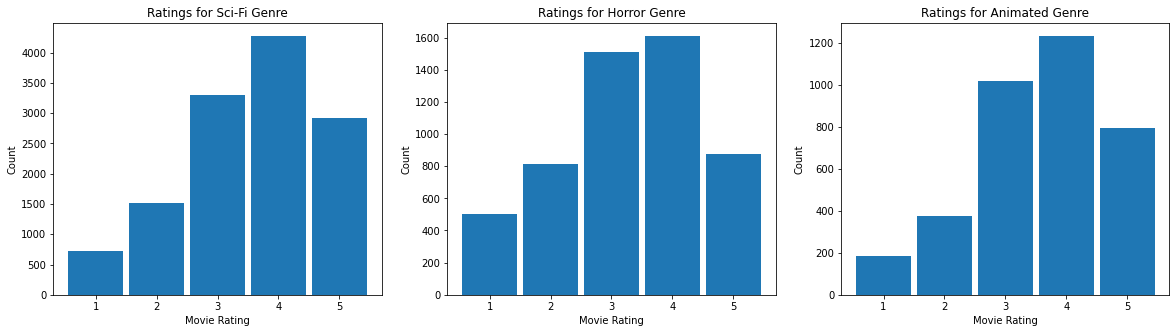 Ratings for Sci-Fi Genre
Count
4000
3500
3000
2500
2000
1500
1000
500
0
1 2 3 4 5
Movie Rating
Ratings for Horror Genre
Count
1600
1400
1200
1000
800
600
400
200
0
1 2 3 4 5
Movie Rating
Ratings for Animated Genre
Count
1200
1000
800
600
400
200
0
1 2 3 4 5
Movie Rating